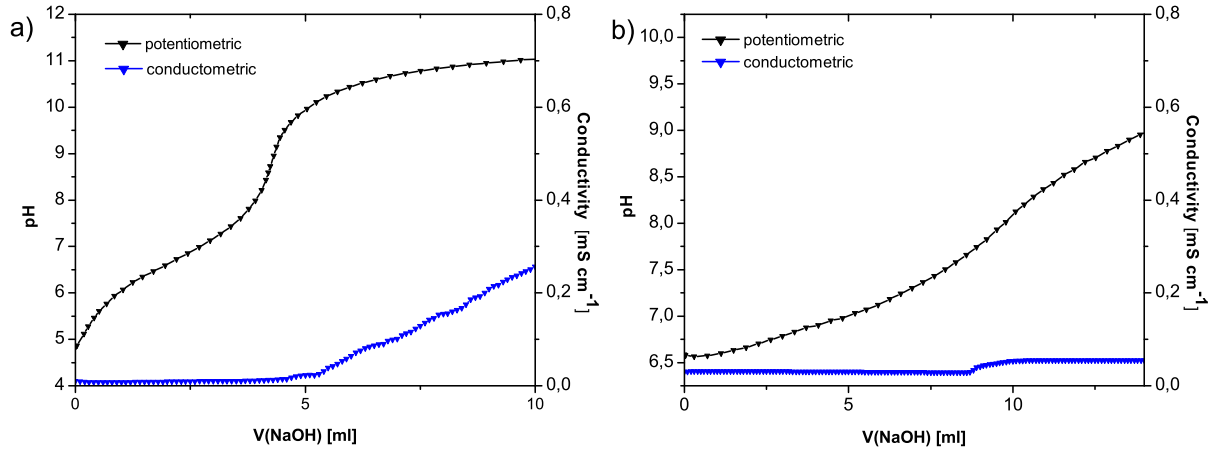 a)
potentiometric
conductometric
pH
12
11
10
9
8
7
6
5
4
0,8
0,6
0,4
0,2
0,0
Conductivity [mS cm-1]
0
5
10
V(NaOH) [ml]
b)
potentiometric
conductometric
pH
10,0
9,5
9,0
8,5
8,0
7,5
7,0
6,5
0,8
0,6
0,4
0,2
0,0
Conductivity [mS cm-1]
0
5
10
V(NaOH) [ml]